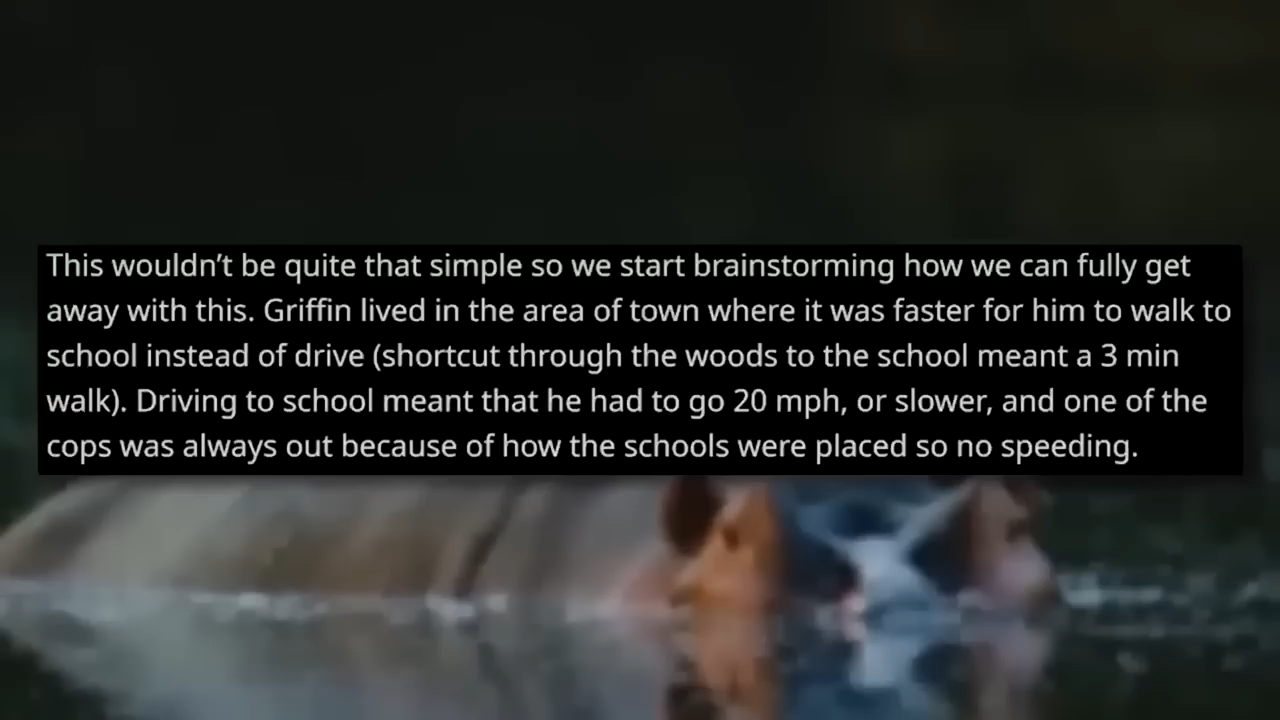 This wouldn’t be quite that simple so we start brainstorming how we can fully get
away with this. Griffin lived in the area of town where it was faster for him to walk to
school instead of drive (shortcut through the woods to the school meant a 3 min
walk). Driving to school meant that he had to go 20 mph, or slower, and one of the
cops was always out because of how the schools were placed so no speeding.